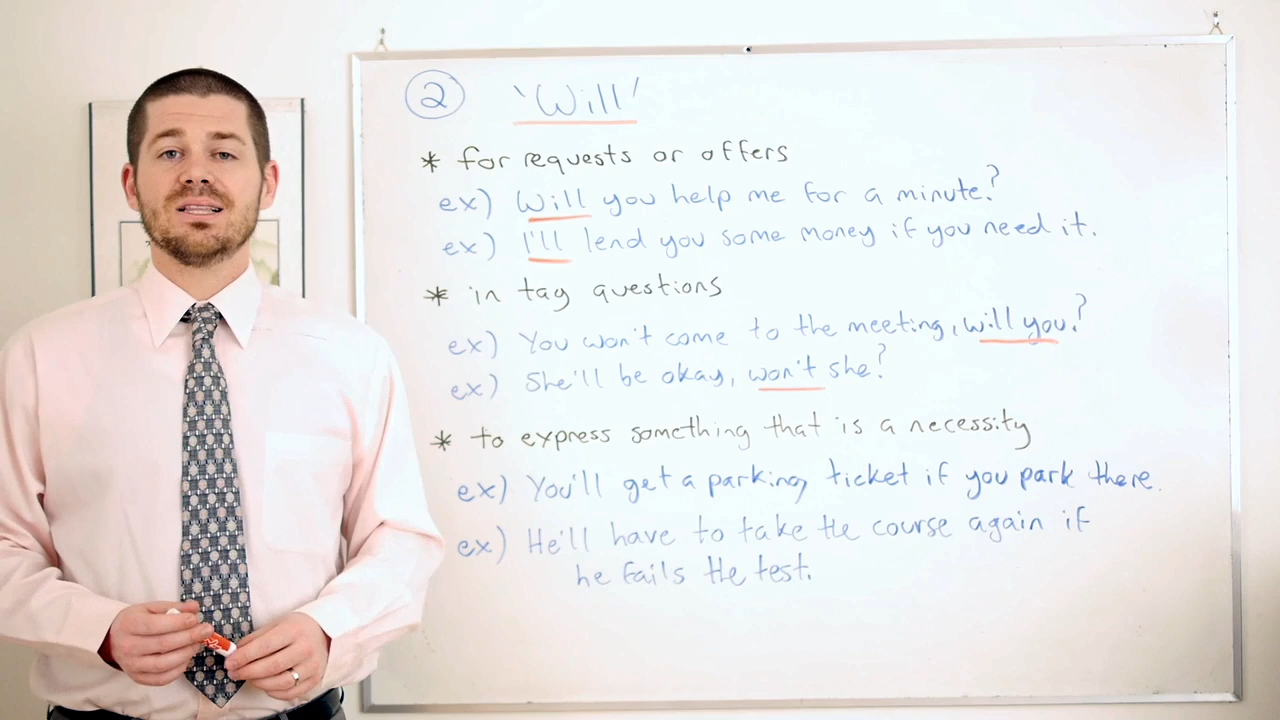 2 'Will'
* for requests or offers
ex) Will you help me for a minute?
ex) I'll lend you some money if you need it.
* in tag questions
ex) You won't come to the meeting, will you?
ex) She'll be okay, won't she?
* to express something that is a necessity
ex) You'll get a parking ticket if you park there.
ex) He'll have to take the course again if
he fails the test.